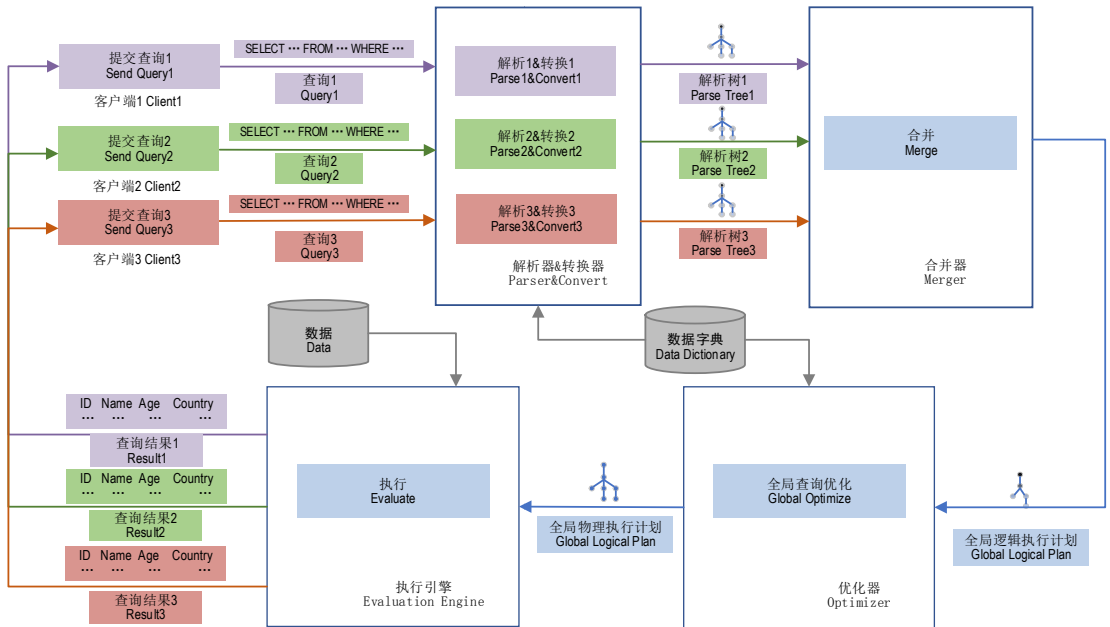 提交查询1
Send Query1
客户端1 Client1
SELECT … FROM … WHERE …
查询1
Query1
解析1&转换1
Parse1&Convert1
解析树1
Parse Tree1
提交查询2
Send Query2
客户端2 Client2
SELECT … FROM … WHERE …
查询2
Query2
解析2&转换2
Parse2&Convert2
解析树2
Parse Tree2
合并
Merge
提交查询3
Send Query3
客户端3 Client3
SELECT … FROM … WHERE …
查询3
Query3
解析3&转换3
Parse3&Convert3
解析树3
Parse Tree3
解析器&转换器
Parser&Convert
合并器
Merger
数据
Data
数据字典
Data Dictionary
ID Name Age Country
… … … …
查询结果1
Result1
ID Name Age Country
… … … …
查询结果2
Result2
ID Name Age Country
… … … …
查询结果3
Result3
执行
Evaluate
执行引擎
Evaluation Engine
全局物理执行计划
Global Logical Plan
全局查询优化
Global Optimize
优化器
Optimizer
全局逻辑执行计划
Global Logical Plan